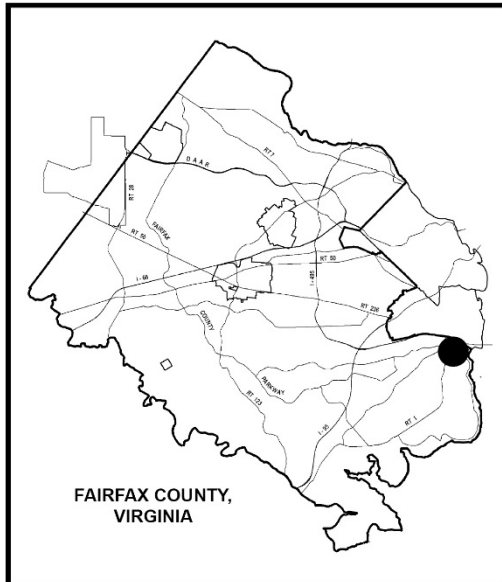 RT 7
D A A R
RT 28
FAIRFAX
RT 50
RT 50
I - 66
I-495
RT 236
COUNTY
PARKWAY
RT 123
I - 95
RT 1
FAIRFAX COUNTY,
VIRGINIA